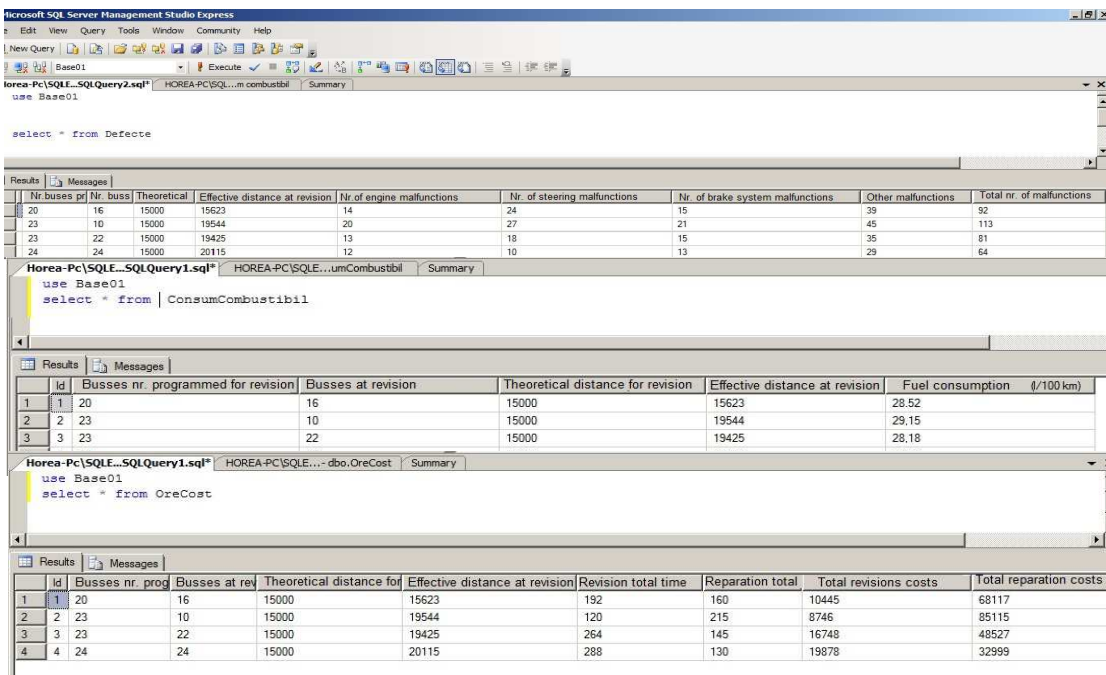 Microsoft SQL Server Management Studio Express
Edit View Query Tools Window Community Help
New Query
Base01 Execute
Horea-Pc\SQLE...SQLQuery2.sql* HOREA-PC\SQL...m combustibil Summary
use Base01
select * from Defecte
Results Messages
Nr.buses pr Nr. buss Theoretical Effective distance at revision Nr.of engine malfunctions Nr. of steering malfunctions Nr. of brake system malfunctions Other malfunctions Total nr. of malfunctions
20 16 15000 15623 14 24 15 39 92
23 10 15000 19544 20 27 21 45 113
23 22 15000 19425 13 18 15 35 81
24 24 15000 20115 12 10 13 29 64
Horea-Pc\SQLE...SQLQuery1.sql* HOREA-PC\SQLE...umCombustibil Summary
use Base01
select * from ConsumCombustibil
Results Messages
Id Busses nr. programmed for revision Busses at revision Theoretical distance for revision Effective distance at revision Fuel consumption (l/100 km)
1 1 20 16 15000 15623 28.52
2 2 23 10 15000 19544 29,15
3 3 23 22 15000 19425 28,18
Horea-Pc\SQLE...SQLQuery1.sql* HOREA-PC\SQLE...- dbo.OreCost Summary
use Base01
select * from OreCost
Results Messages
Id Busses nr. prog Busses at rev Theoretical distance for Effective distance at revision Revision total time Reparation total Total revisions costs Total reparation costs
1 1 20 16 15000 15623 192 160 10445 68117
2 2 23 10 15000 19544 120 215 8746 85115
3 3 23 22 15000 19425 264 145 16748 48527
4 4 24 24 15000 20115 288 130 19878 32999